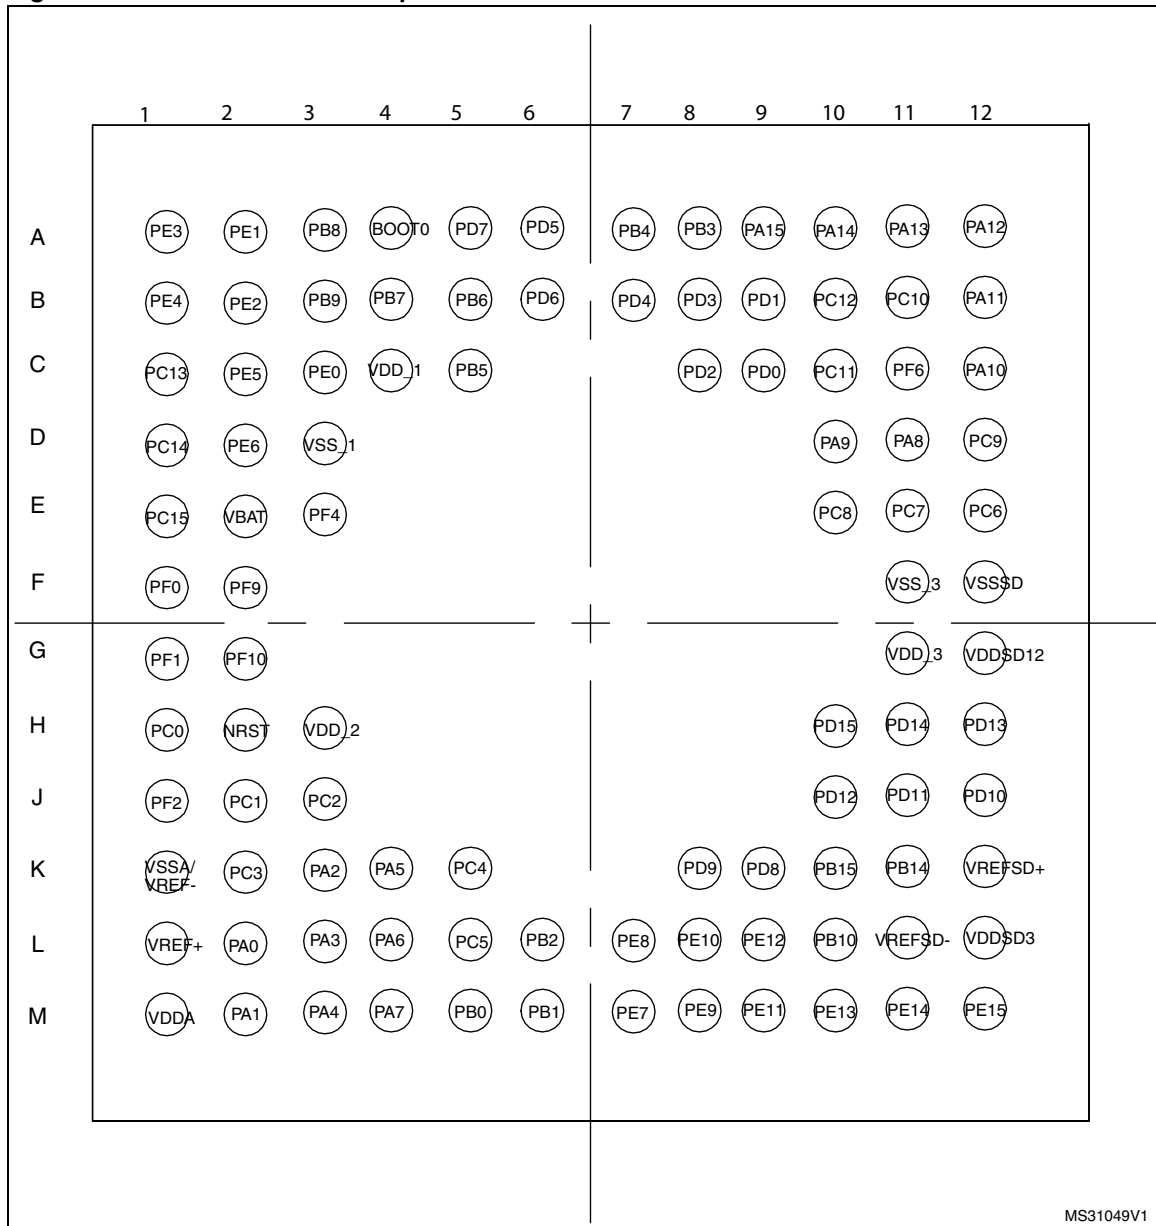 1 2 3 4 5 6 7 8 9 10 11 12
A PE3 PE1 PB8 BOOT0 PD7 PD5 PB4 PB3 PA15 PA14 PA13 PA12
B PE4 PE2 PB9 PB7 PB6 PD6 PD4 PD3 PD1 PC12 PC10 PA11
C PC13 PE5 PE0 VDD_1 PB5 PD2 PD0 PC11 PF6 PA10
D PC14 PE6 VSS_1 PA9 PA8 PC9
E PC15 VBAT PF4 PC8 PC7 PC6
F PF0 PF9 VSS_3 VSSSD
G PF1 PF10 VDD_3 VDDSD12
H PC0 NRST VDD_2 PD15 PD14 PD13
J PF2 PC1 PC2 PD12 PD11 PD10
K VSSA/ VREF- PC3 PA2 PA5 PC4 PD9 PD8 PB15 PB14 VREFSD+
L VREF+ PA0 PA3 PA6 PC5 PB2 PE8 PE10 PE12 PB10 VREFSD- VDDSD3
M VDDA PA1 PA4 PA7 PB0 PB1 PE7 PE9 PE11 PE13 PE14 PE15
MS31049V1